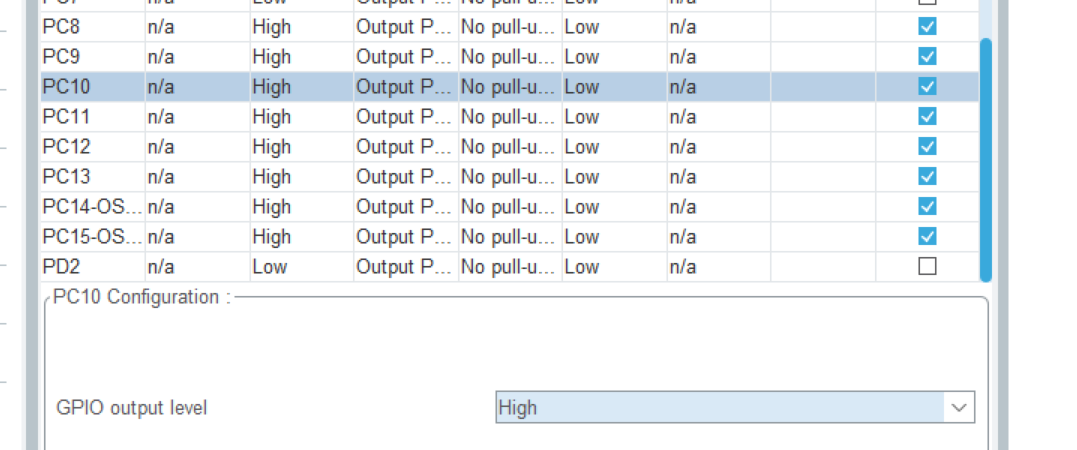 PC7 n/a Low Output P... No pull-u... Low n/a
PC8 n/a High Output P... No pull-u... Low n/a
PC9 n/a High Output P... No pull-u... Low n/a
PC10 n/a High Output P... No pull-u... Low n/a
PC11 n/a High Output P... No pull-u... Low n/a
PC12 n/a High Output P... No pull-u... Low n/a
PC13 n/a High Output P... No pull-u... Low n/a
PC14-OS... n/a High Output P... No pull-u... Low n/a
PC15-OS... n/a High Output P... No pull-u... Low n/a
PD2 n/a Low Output P... No pull-u... Low n/a
PC10 Configuration :
GPIO output level High